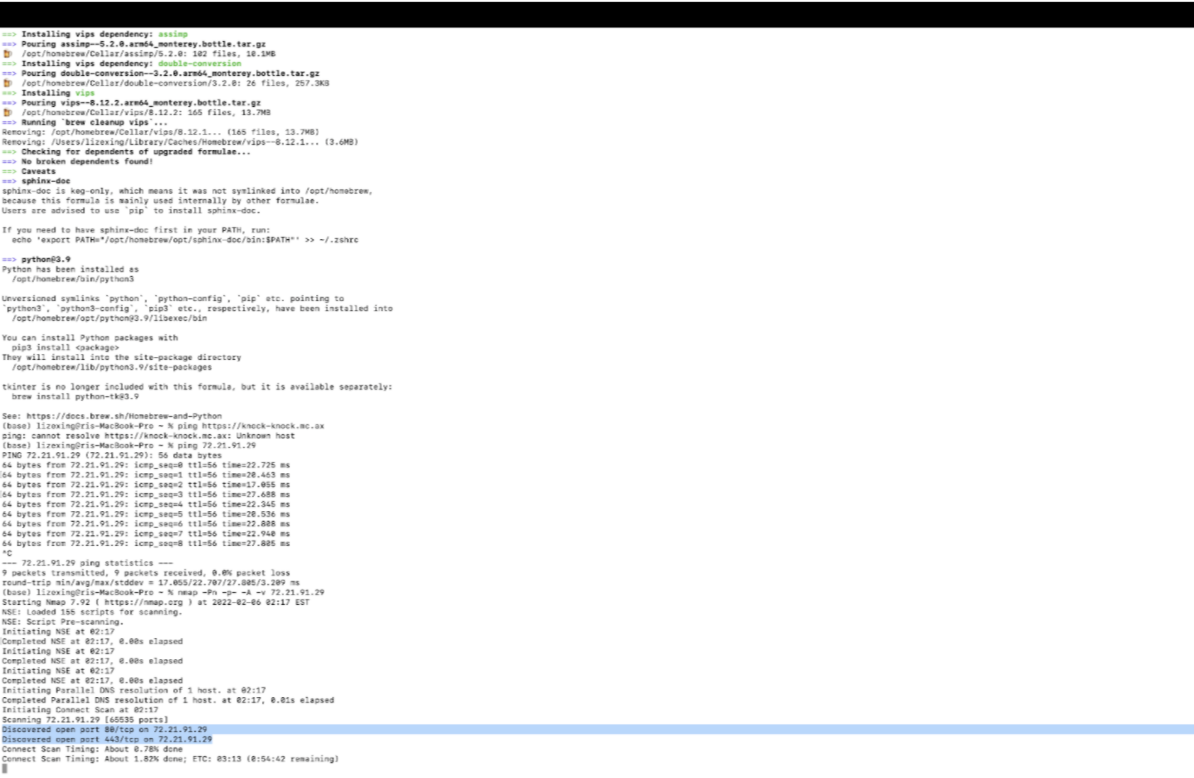 ==> Installing vips dependency: assimp
==> Pouring assimp--5.2.0.arm64_monterey.bottle.tar.gz
🍺 /opt/homebrew/Cellar/assimp/5.2.0: 102 files, 10.1MB
==> Installing vips dependency: double-conversion
==> Pouring double-conversion--3.2.0.arm64_monterey.bottle.tar.gz
🍺 /opt/homebrew/Cellar/double-conversion/3.2.0: 26 files, 257.3KB
==> Installing vips
==> Pouring vips--8.12.2.arm64_monterey.bottle.tar.gz
🍺 /opt/homebrew/Cellar/vips/8.12.2: 165 files, 13.7MB
==> Running `brew cleanup vips`...
Removing: /opt/homebrew/Cellar/vips/8.12.1... (165 files, 13.7MB)
Removing: /Users/lizexing/Library/Caches/Homebrew/vips--8.12.1... (3.6MB)
==> Checking for dependents of upgraded formulae...
==> No broken dependents found!
==> Caveats
==> sphinx-doc
sphinx-doc is keg-only, which means it was not symlinked into /opt/homebrew,
because this formula is mainly used internally by other formulae.
Users are advised to use `pip` to install sphinx-doc.
If you need to have sphinx-doc first in your PATH, run:
echo 'export PATH="/opt/homebrew/opt/sphinx-doc/bin:$PATH"' >> ~/.zshrc
==> python@3.9
Python has been installed as
/opt/homebrew/bin/python3
Unversioned symlinks `python`, `python-config`, `pip` etc. pointing to
`python3`, `python3-config`, `pip3` etc., respectively, have been installed into
/opt/homebrew/opt/python@3.9/libexec/bin
You can install Python packages with
pip3 install <package>
They will install into the site-package directory
/opt/homebrew/lib/python3.9/site-packages
tkinter is no longer included with this formula, but it is available separately:
brew install python-tk@3.9
See: https://docs.brew.sh/Homebrew-and-Python
(base) lizexing@ris-MacBook-Pro ~ % ping https://knock-knock.mc.ax
ping: cannot resolve https://knock-knock.mc.ax: Unknown host
(base) lizexing@ris-MacBook-Pro ~ % ping 72.21.91.29
PING 72.21.91.29 (72.21.91.29): 56 data bytes
64 bytes from 72.21.91.29: icmp_seq=0 ttl=56 time=22.725 ms
64 bytes from 72.21.91.29: icmp_seq=1 ttl=56 time=20.463 ms
64 bytes from 72.21.91.29: icmp_seq=2 ttl=56 time=17.055 ms
64 bytes from 72.21.91.29: icmp_seq=3 ttl=56 time=27.688 ms
64 bytes from 72.21.91.29: icmp_seq=4 ttl=56 time=22.345 ms
64 bytes from 72.21.91.29: icmp_seq=5 ttl=56 time=20.536 ms
64 bytes from 72.21.91.29: icmp_seq=6 ttl=56 time=22.808 ms
64 bytes from 72.21.91.29: icmp_seq=7 ttl=56 time=22.940 ms
64 bytes from 72.21.91.29: icmp_seq=8 ttl=56 time=27.805 ms
^C
--- 72.21.91.29 ping statistics ---
9 packets transmitted, 9 packets received, 0.0% packet loss
round-trip min/avg/max/stddev = 17.055/22.707/27.805/3.209 ms
(base) lizexing@ris-MacBook-Pro ~ % nmap -Pn -p- -A -v 72.21.91.29
Starting Nmap 7.92 ( https://nmap.org ) at 2022-02-06 02:17 EST
NSE: Loaded 155 scripts for scanning.
NSE: Script Pre-scanning.
Initiating NSE at 02:17
Completed NSE at 02:17, 0.00s elapsed
Initiating NSE at 02:17
Completed NSE at 02:17, 0.00s elapsed
Initiating NSE at 02:17
Completed NSE at 02:17, 0.00s elapsed
Initiating Parallel DNS resolution of 1 host. at 02:17
Completed Parallel DNS resolution of 1 host. at 02:17, 0.01s elapsed
Initiating Connect Scan at 02:17
Scanning 72.21.91.29 [65535 ports]
Discovered open port 80/tcp on 72.21.91.29
Discovered open port 443/tcp on 72.21.91.29
Connect Scan Timing: About 0.78% done
Connect Scan Timing: About 1.82% done; ETC: 03:13 (0:54:42 remaining)